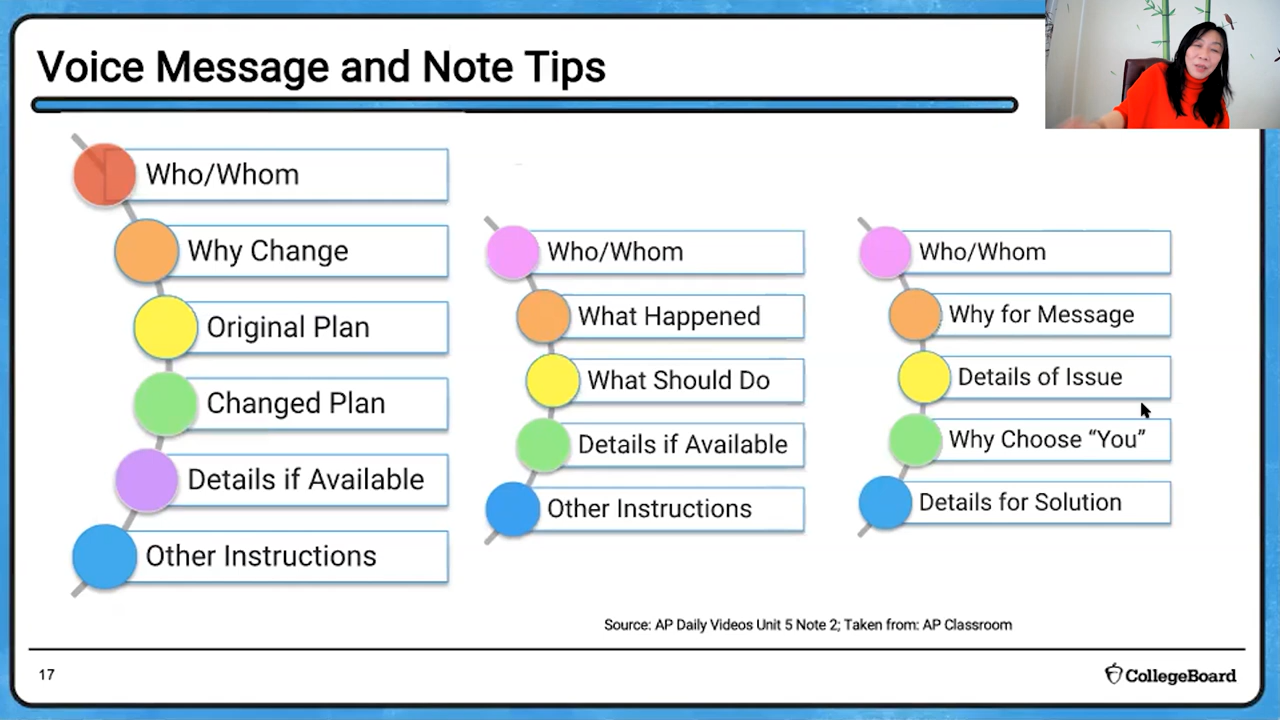 Voice Message and Note Tips
Who/Whom
Why Change
Original Plan
Changed Plan
Details if Available
Other Instructions
Who/Whom
What Happened
What Should Do
Details if Available
Other Instructions
Who/Whom
Why for Message
Details of Issue
Why Choose “You”
Details for Solution
Source: AP Daily Videos Unit 5 Note 2; Taken from: AP Classroom
17
CollegeBoard